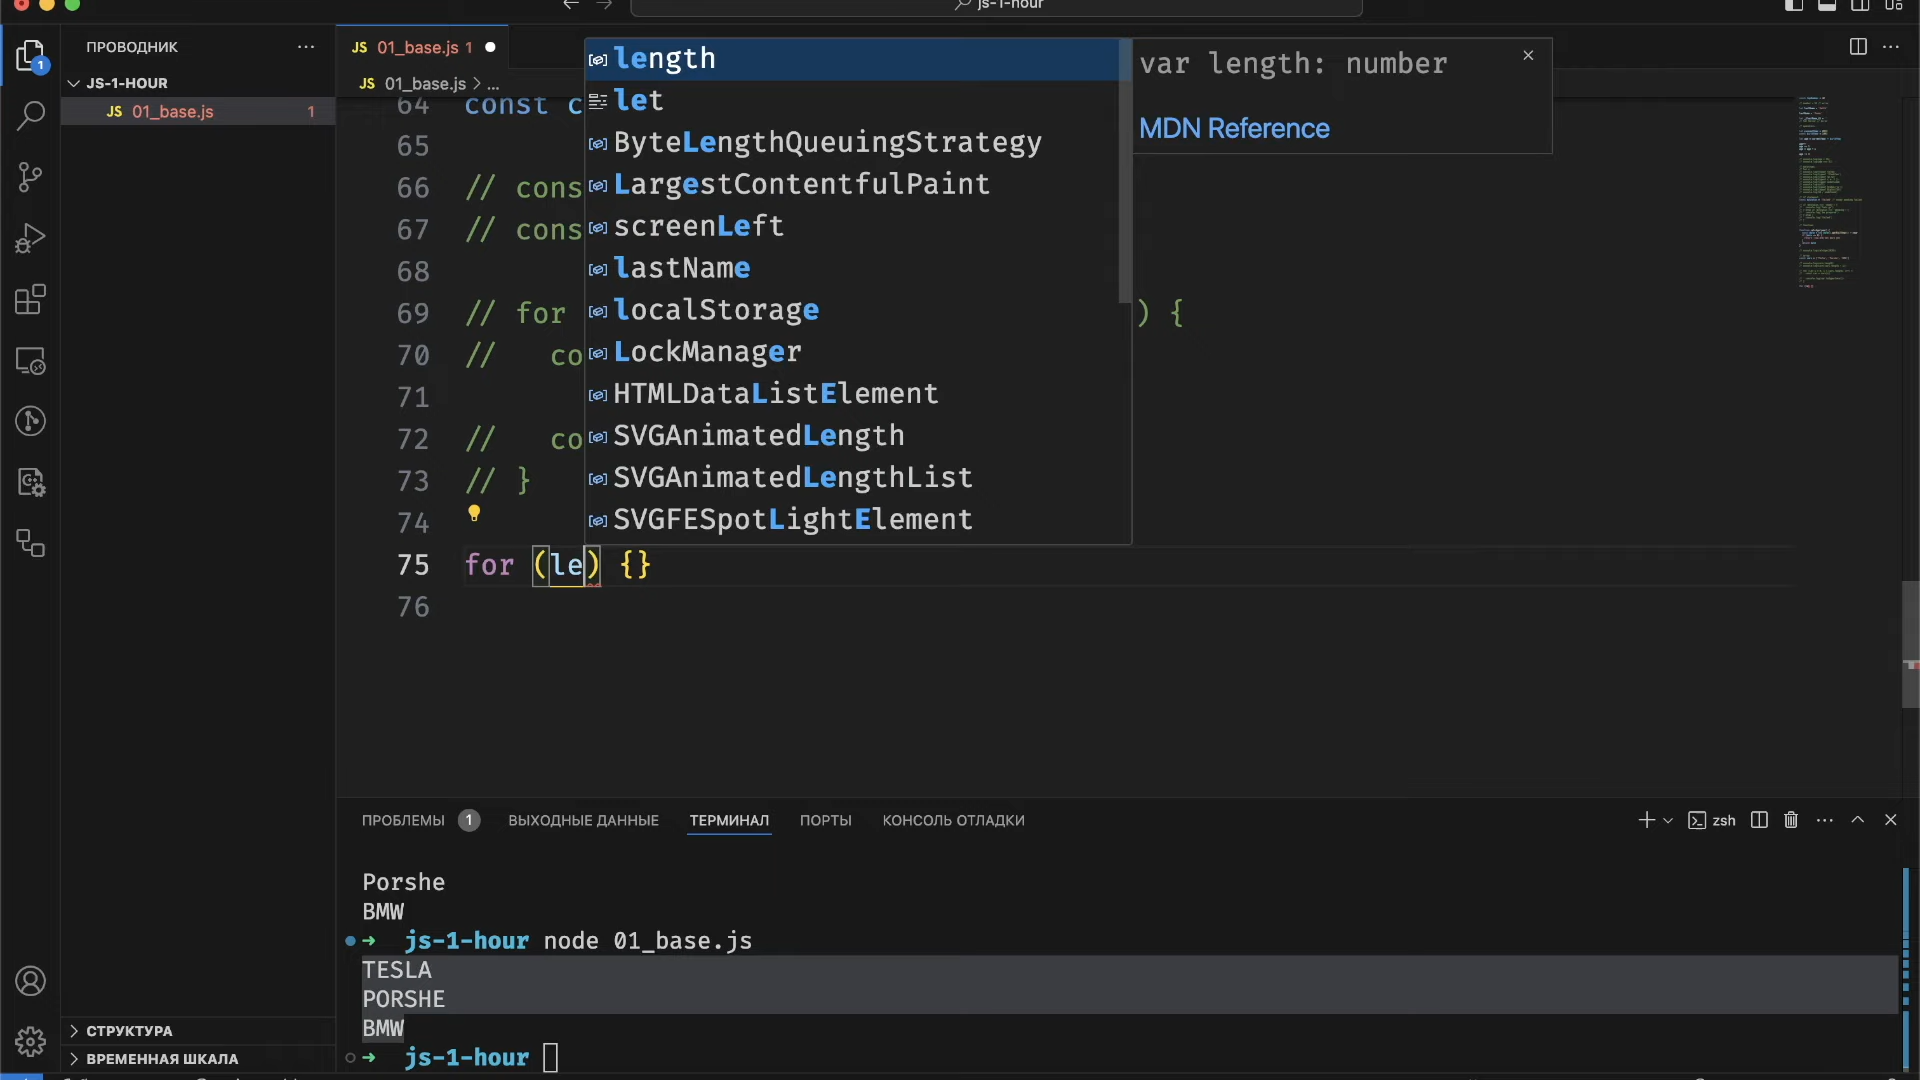 js-1-hour
ПРОВОДНИК
JS-1-HOUR
JS 01_base.js 1
JS 01_base.js 1
JS 01_base.js > ...
64 const c
65
66 // cons
67 // cons
68
69 // for ) {
70 // co
71
72 // co
73 // }
74
75 for (le) {}
76
length
let
ByteLengthQueuingStrategy
LargestContentfulPaint
screenLeft
lastName
localStorage
LockManager
HTMLDataListElement
SVGAnimatedLength
SVGAnimatedLengthList
SVGFESpotLightElement
var length: number
MDN Reference
1
ПРОБЛЕМЫ 1 ВЫХОДНЫЕ ДАННЫЕ ТЕРМИНАЛ ПОРТЫ КОНСОЛЬ ОТЛАДКИ
zsh
Porshe
BMW
➜ js-1-hour node 01_base.js
TESLA
PORSHE
BMW
➜ js-1-hour
СТРУКТУРА
ВРЕМЕННАЯ ШКАЛА